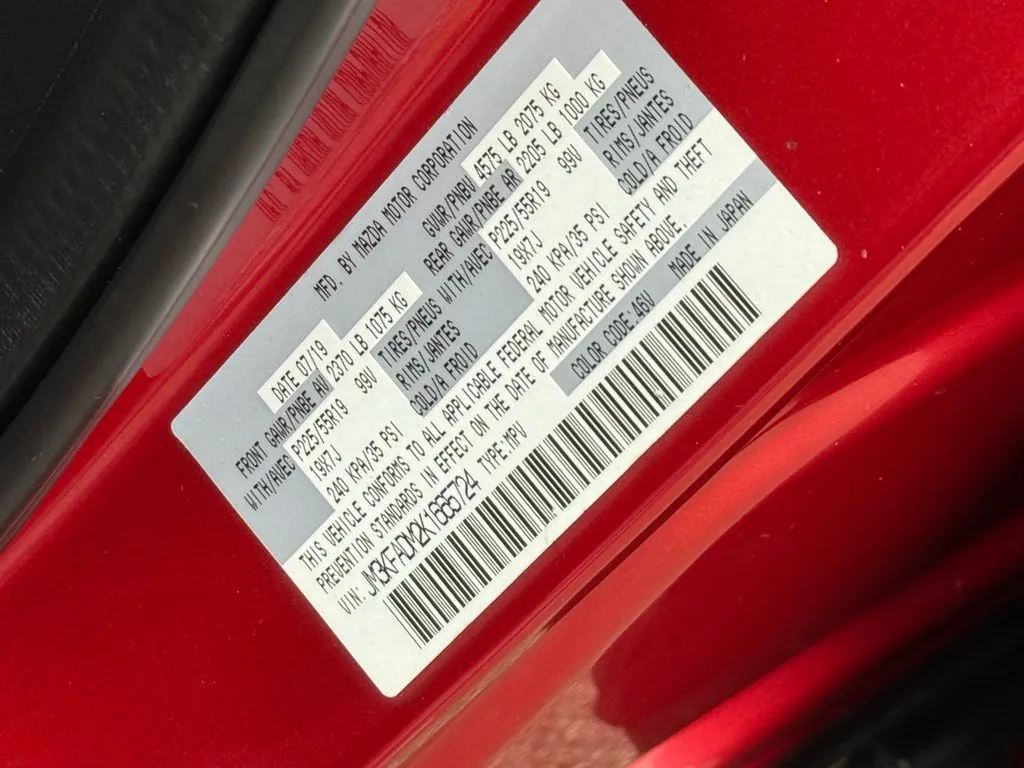 MFD. BY MAZDA MOTOR CORPORATION
DATE 07/19 GVWR/PNBV 4575 LB 2075 KG
FRONT GAWR/PNBE AV 2370 LB 1075 KG REAR GAWR/PNBE AR 2205 LB 1000 KG
WITH/AVEC P225/55R19 99V TIRES/PNEUS WITH/AVEC P225/55R19 99V TIRES/PNEUS
19X7J RIMS/JANTES 19X7J RIMS/JANTES
240 KPA/35 PSI COLD/A FROID 240 KPA/35 PSI COLD/A FROID
THIS VEHICLE CONFORMS TO ALL APPLICABLE FEDERAL MOTOR VEHICLE SAFETY AND THEFT
PREVENTION STANDARDS IN EFFECT ON THE DATE OF MANUFACTURE SHOWN ABOVE.
VIN: JM3KFADM2K1665724 TYPE:MPV COLOR CODE:46V MADE IN JAPAN